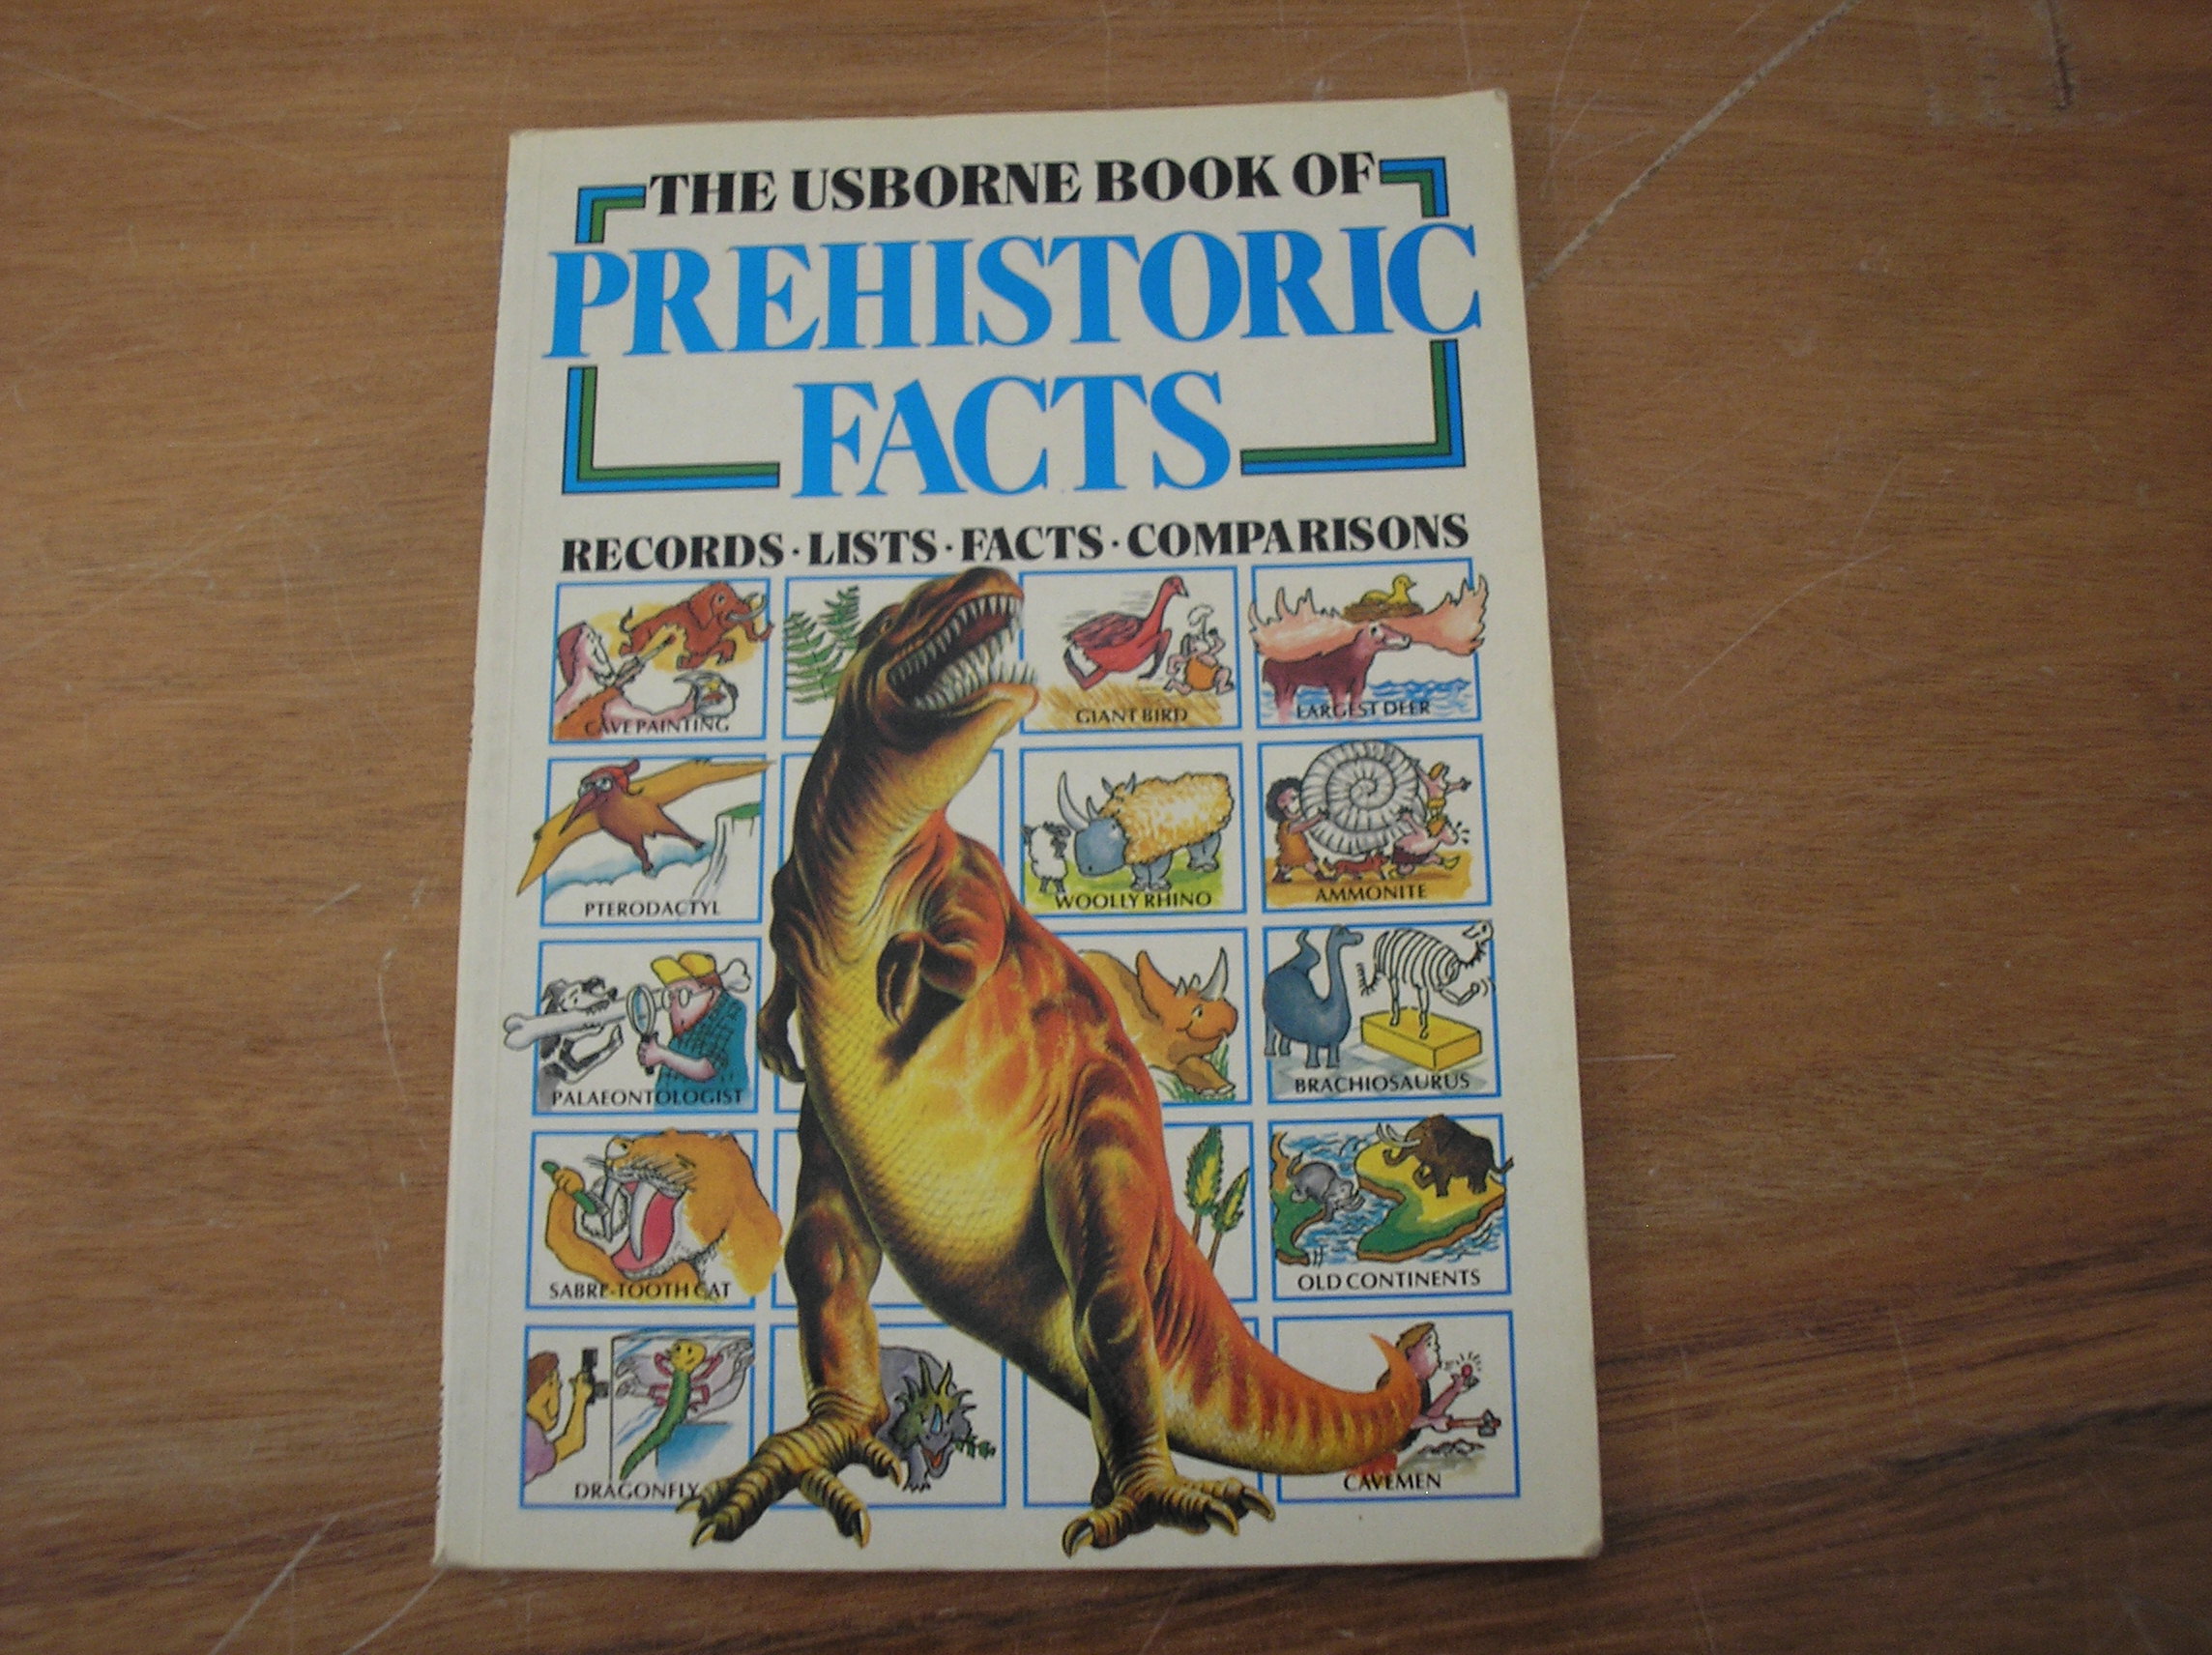 THE USBORNE BOOK OF
PREHISTORIC
FACTS
RECORDS · LISTS · FACTS · COMPARISONS
CAVE PAINTING
GIANT BIRD
LARGEST DEER
PTERODACTYL
WOOLLY RHINO
AMMONITE
PALAEONTOLOGIST
BRACHIOSAURUS
SABRE-TOOTH CAT
OLD CONTINENTS
DRAGONFLY
CAVEMEN